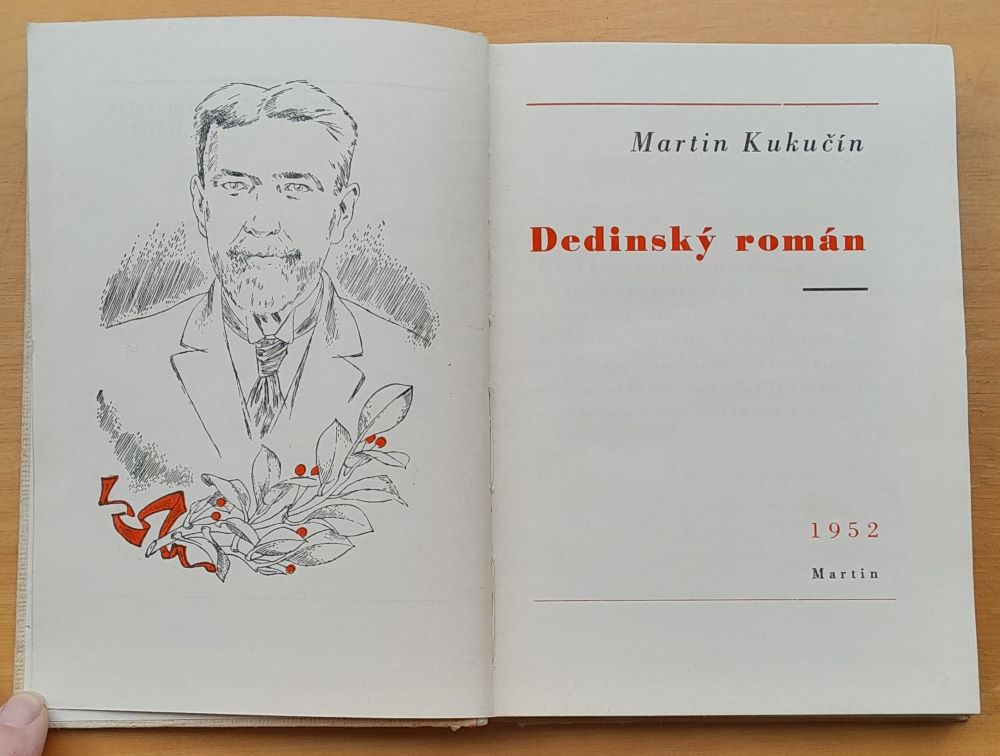 Martin Kukučín
Dedinský román
1952
Martin